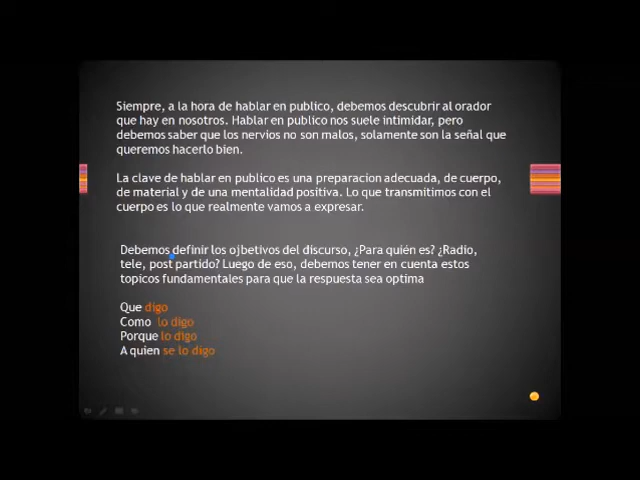 Siempre, a la hora de hablar en publico, debemos descubrir al orador
que hay en nosotros. Hablar en publico nos suele intimidar, pero
debemos saber que los nervios no son malos, solamente son la señal que
queremos hacerlo bien.
La clave de hablar en publico es una preparacion adecuada, de cuerpo,
de material y de una mentalidad positiva. Lo que transmitimos con el
cuerpo es lo que realmente vamos a expresar.
Debemos definir los ojbetivos del discurso, ¿Para quién es? ¿Radio,
tele, post partido? Luego de eso, debemos tener en cuenta estos
topicos fundamentales para que la respuesta sea optima
Que digo
Como lo digo
Porque lo digo
A quien se lo digo